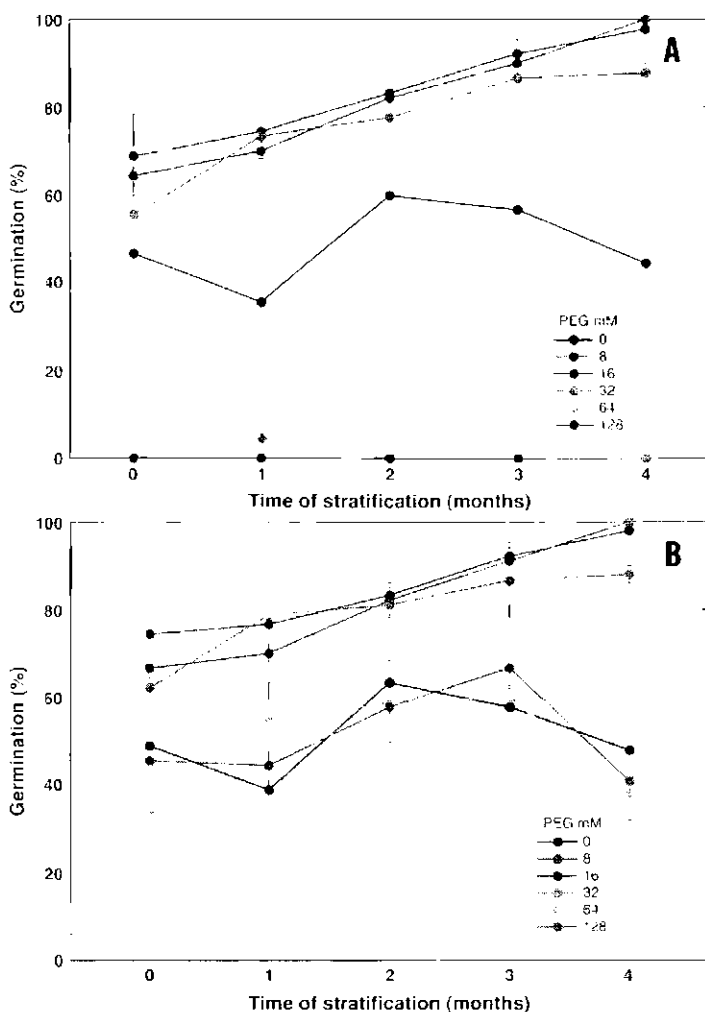 100
A
80
60
40
20
0
Germination (%)
PEG mM
0
8
16
32
64
128
0 1 2 3 4
Time of stratification (months)
100
B
80
60
40
20
0
Germination (%)
PEG mM
0
8
16
32
64
128
0 1 2 3 4
Time of stratification (months)